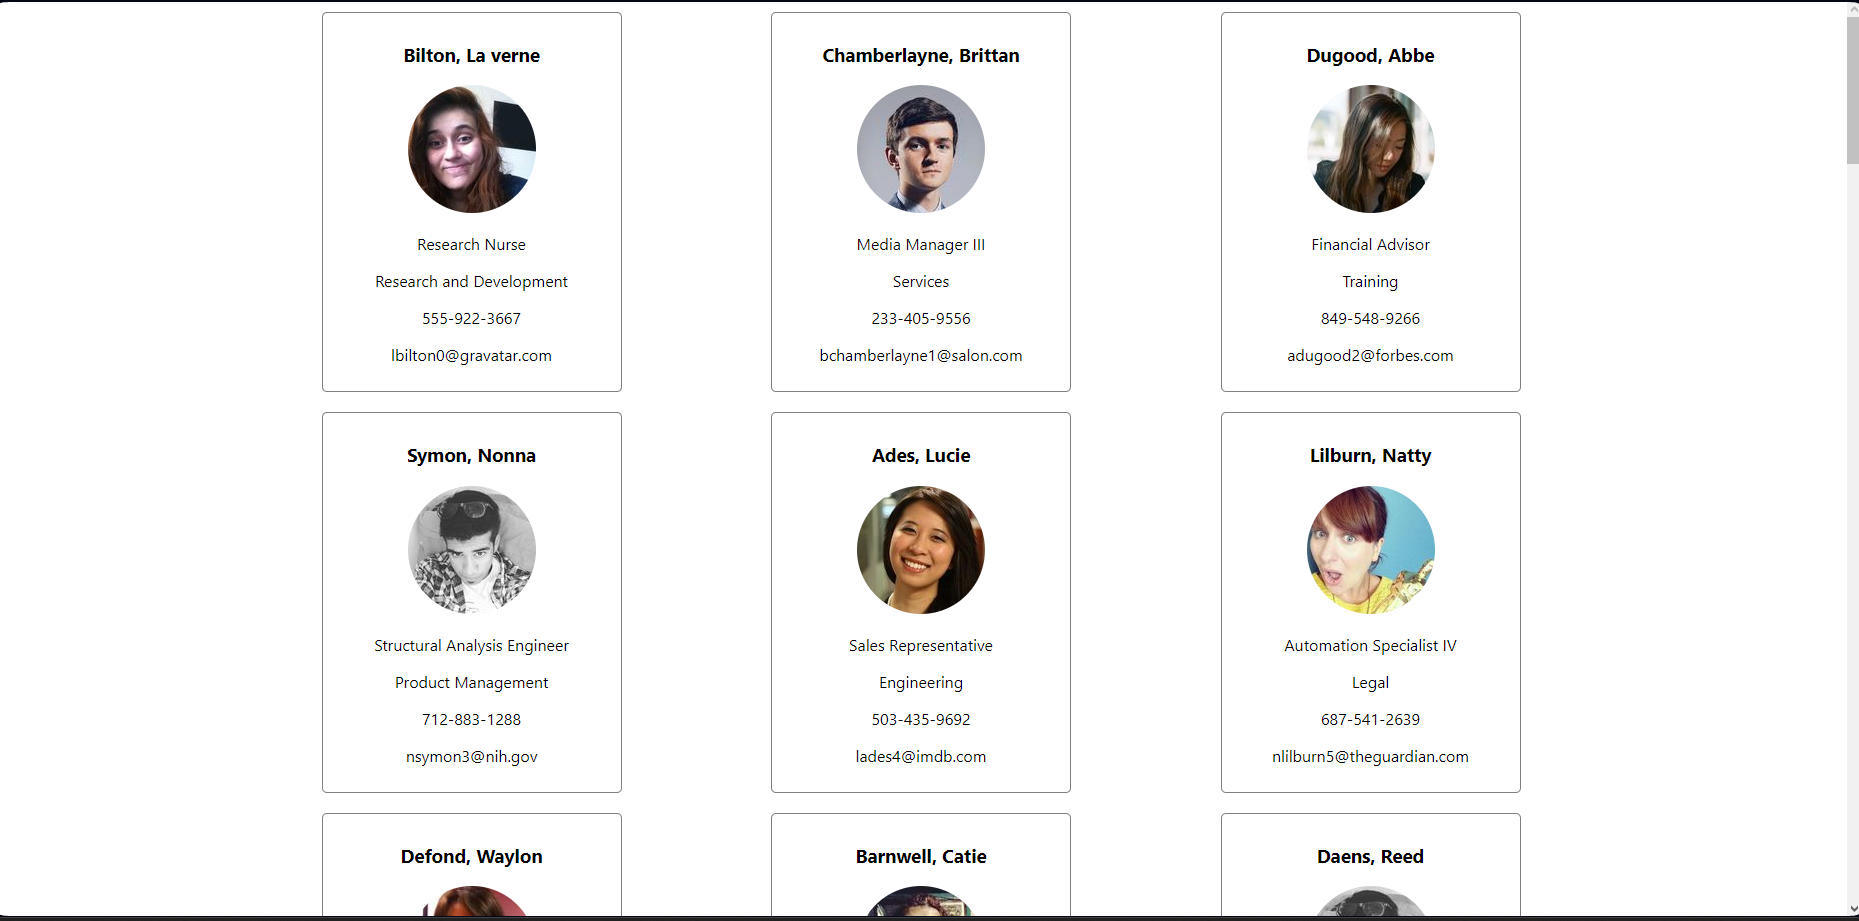 Bilton, La verne
Research Nurse
Research and Development
555-922-3667
lbilton0@gravatar.com
Chamberlayne, Brittan
Media Manager III
Services
233-405-9556
bchamberlayne1@salon.com
Dugood, Abbe
Financial Advisor
Training
849-548-9266
adugood2@forbes.com
Symon, Nonna
Structural Analysis Engineer
Product Management
712-883-1288
nsymon3@nih.gov
Ades, Lucie
Sales Representative
Engineering
503-435-9692
lades4@imdb.com
Lilburn, Natty
Automation Specialist IV
Legal
687-541-2639
nlilburn5@theguardian.com
Defond, Waylon
Barnwell, Catie
Daens, Reed